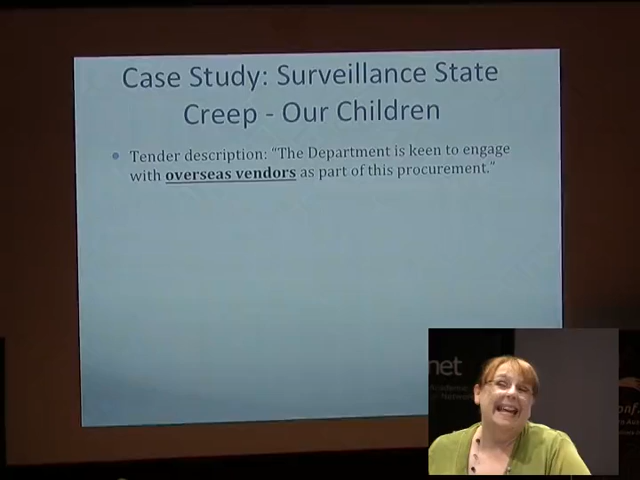 Case Study: Surveillance State
Creep - Our Children
Tender description: “The Department is keen to engage
with overseas vendors as part of this procurement.”
net